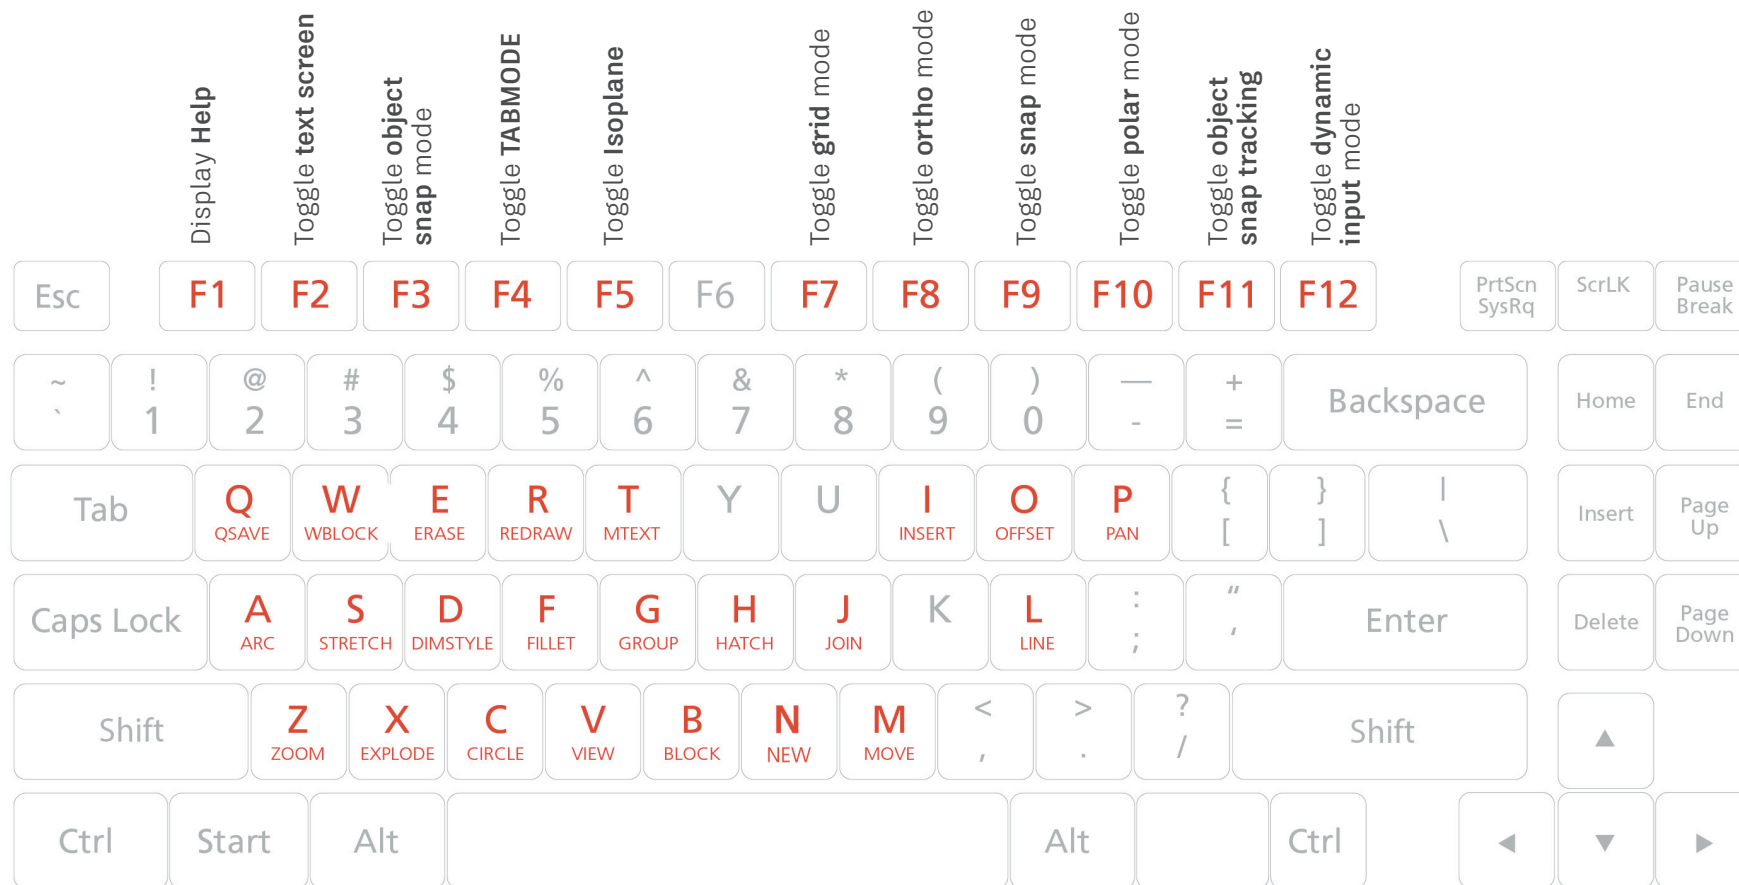 Display Help
Toggle text screen
Toggle object
snap mode
Toggle TABMODE
Toggle Isoplane
Toggle grid mode
Toggle ortho mode
Toggle snap mode
Toggle polar mode
Toggle object
snap tracking
Toggle dynamic
input mode
Esc F1 F2 F3 F4 F5 F6 F7 F8 F9 F10 F11 F12 PrtScn ScrLK Pause
SysRq Break
~ ! @ # $ % ^ & * ( ) — +
` 1 2 3 4 5 6 7 8 9 0 - = Backspace Home End
Tab Q W E R T Y U I O P { } |
[ ] \ Insert Page
Up
QSAVE WBLOCK ERASE REDRAW MTEXT INSERT OFFSET PAN
Caps Lock A S D F G H J K L : “ Enter Delete Page
Down
; ‘
ARC STRETCH DIMSTYLE FILLET GROUP HATCH JOIN LINE
Shift Z X C V B N M < > ? Shift ▲
, . /
ZOOM EXPLODE CIRCLE VIEW BLOCK NEW MOVE
Ctrl Start Alt Alt Ctrl ◀ ▼ ▶